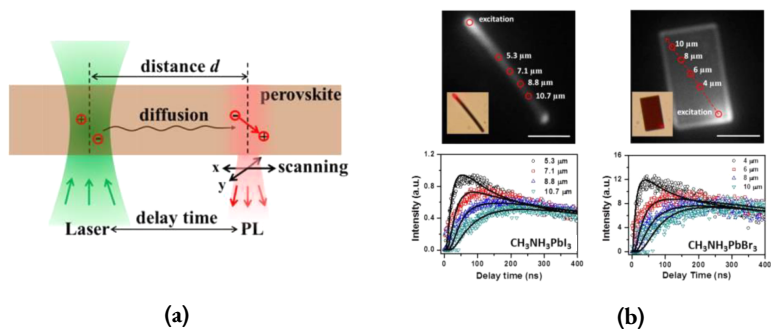 distance d
diffusion
perovskite
+
−
−
+
x
y
scanning
delay time
Laser
PL
(a)
excitation
5.3 μm
7.1 μm
8.8 μm
10.7 μm
10 μm
8 μm
6 μm
4 μm
excitation
Intensity (a.u.)
1.2
0.8
0.4
0.0
5.3 μm
7.1 μm
8.8 μm
10.7 μm
CH3NH3PbI3
0 100 200 300 400
Delay time (ns)
Intensity (a.u.)
16
12
8
4
0
4 μm
6 μm
8 μm
10 μm
CH3NH3PbBr3
0 100 200 300 400
Delay Time (ns)
(b)